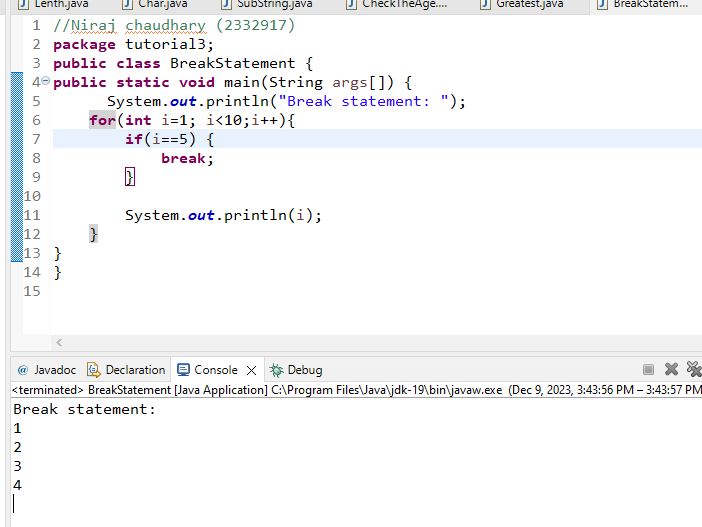 Lenth.java Char.java SubString.java CheckTheAge.... Greatest.java BreakStatem...
1 //Niraj chaudhary (2332917)
2 package tutorial3;
3 public class BreakStatement {
4 public static void main(String args[]) {
5 System.out.println("Break statement: ");
6 for(int i=1; i<10;i++){
7 if(i==5) {
8 break;
9 }
10
11 System.out.println(i);
12 }
13 }
14 }
15
@ Javadoc Declaration Console Debug
<terminated> BreakStatement [Java Application] C:\Program Files\Java\jdk-19\bin\javaw.exe (Dec 9, 2023, 3:43:56 PM – 3:43:57 PM
Break statement:
1
2
3
4